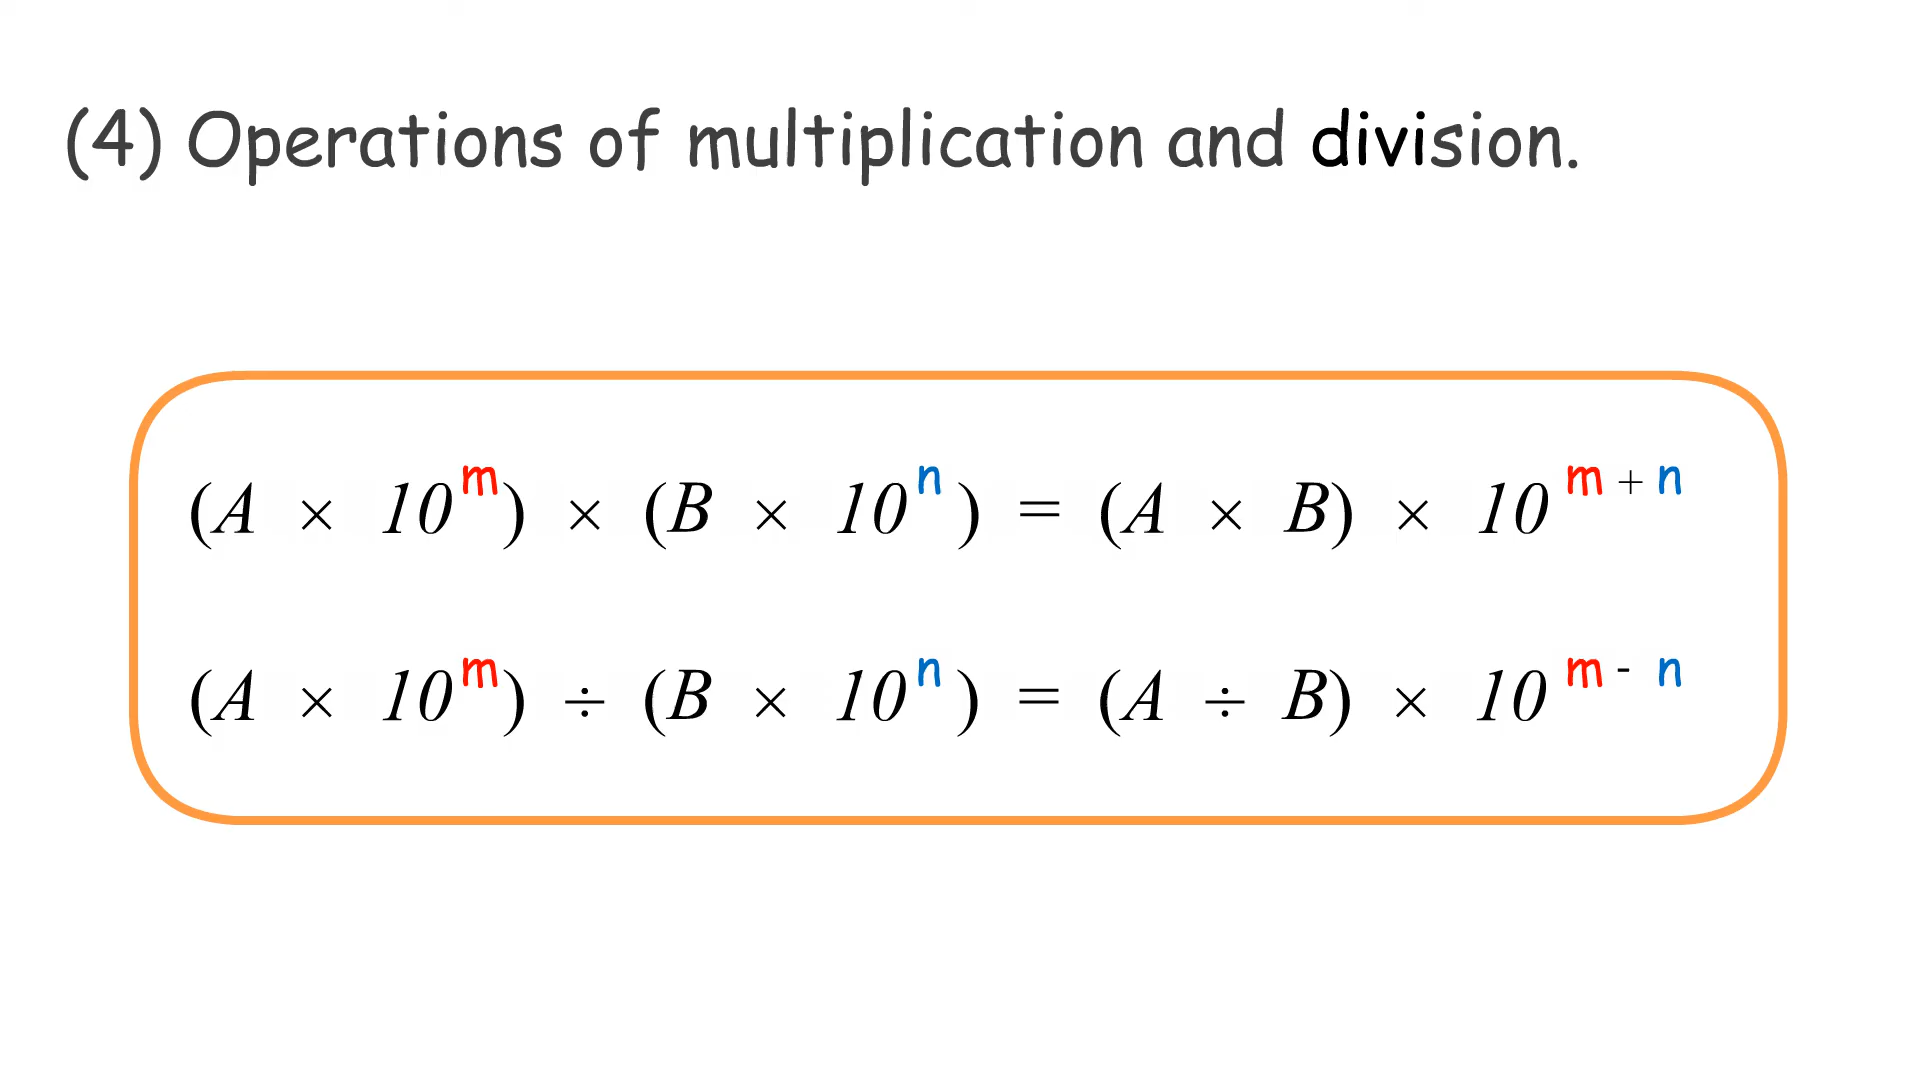 (4) Operations of multiplication and division.
(A × 10^m) × (B × 10^n) = (A × B) × 10^(m + n)
(A × 10^m) ÷ (B × 10^n) = (A ÷ B) × 10^(m - n)